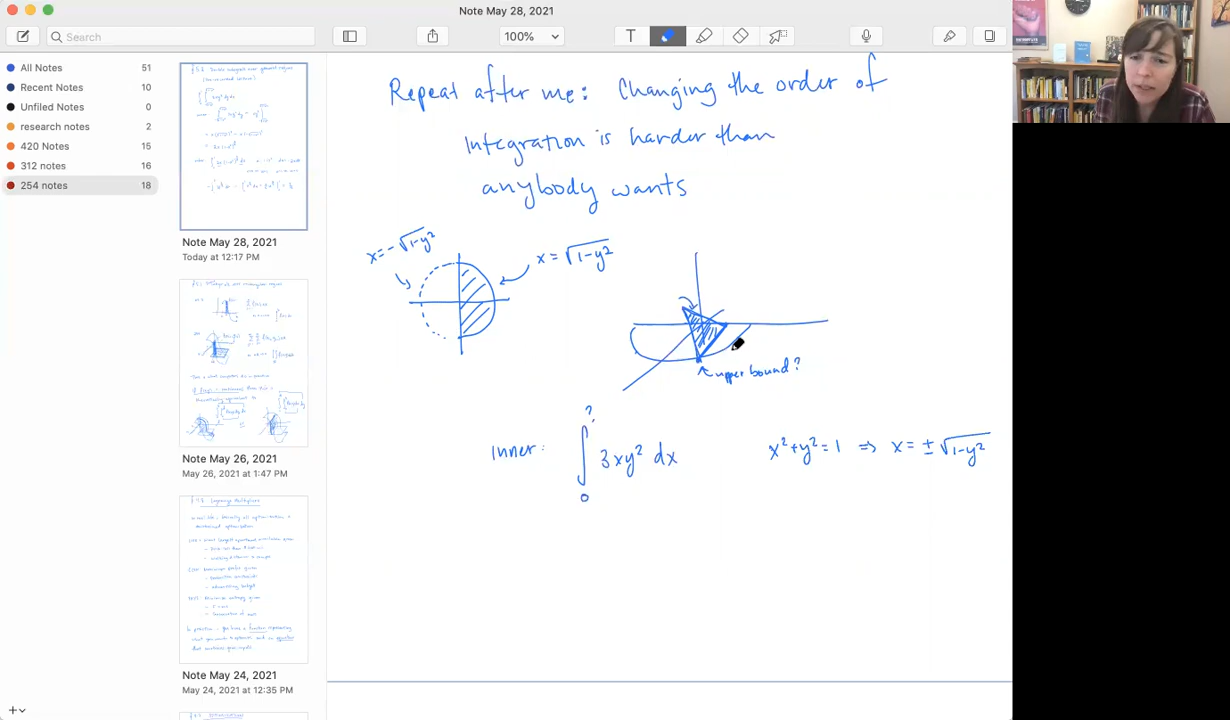 Note May 28, 2021
Search
100%
T
All Notes 51
Recent Notes 10
Unfiled Notes 0
research notes 2
420 Notes 15
312 notes 16
254 notes 18
Note May 28, 2021
Today at 12:17 PM
Note May 26, 2021
May 26, 2021 at 1:47 PM
Note May 24, 2021
May 24, 2021 at 12:35 PM
Repeat after me: Changing the order of
integration is harder than
anybody wants
x=-√1-y²
x=√1-y²
upper bound?
Inner: ∫₀^? 3xy² dx
x²+y²=1 ⇒ x=±√1-y²